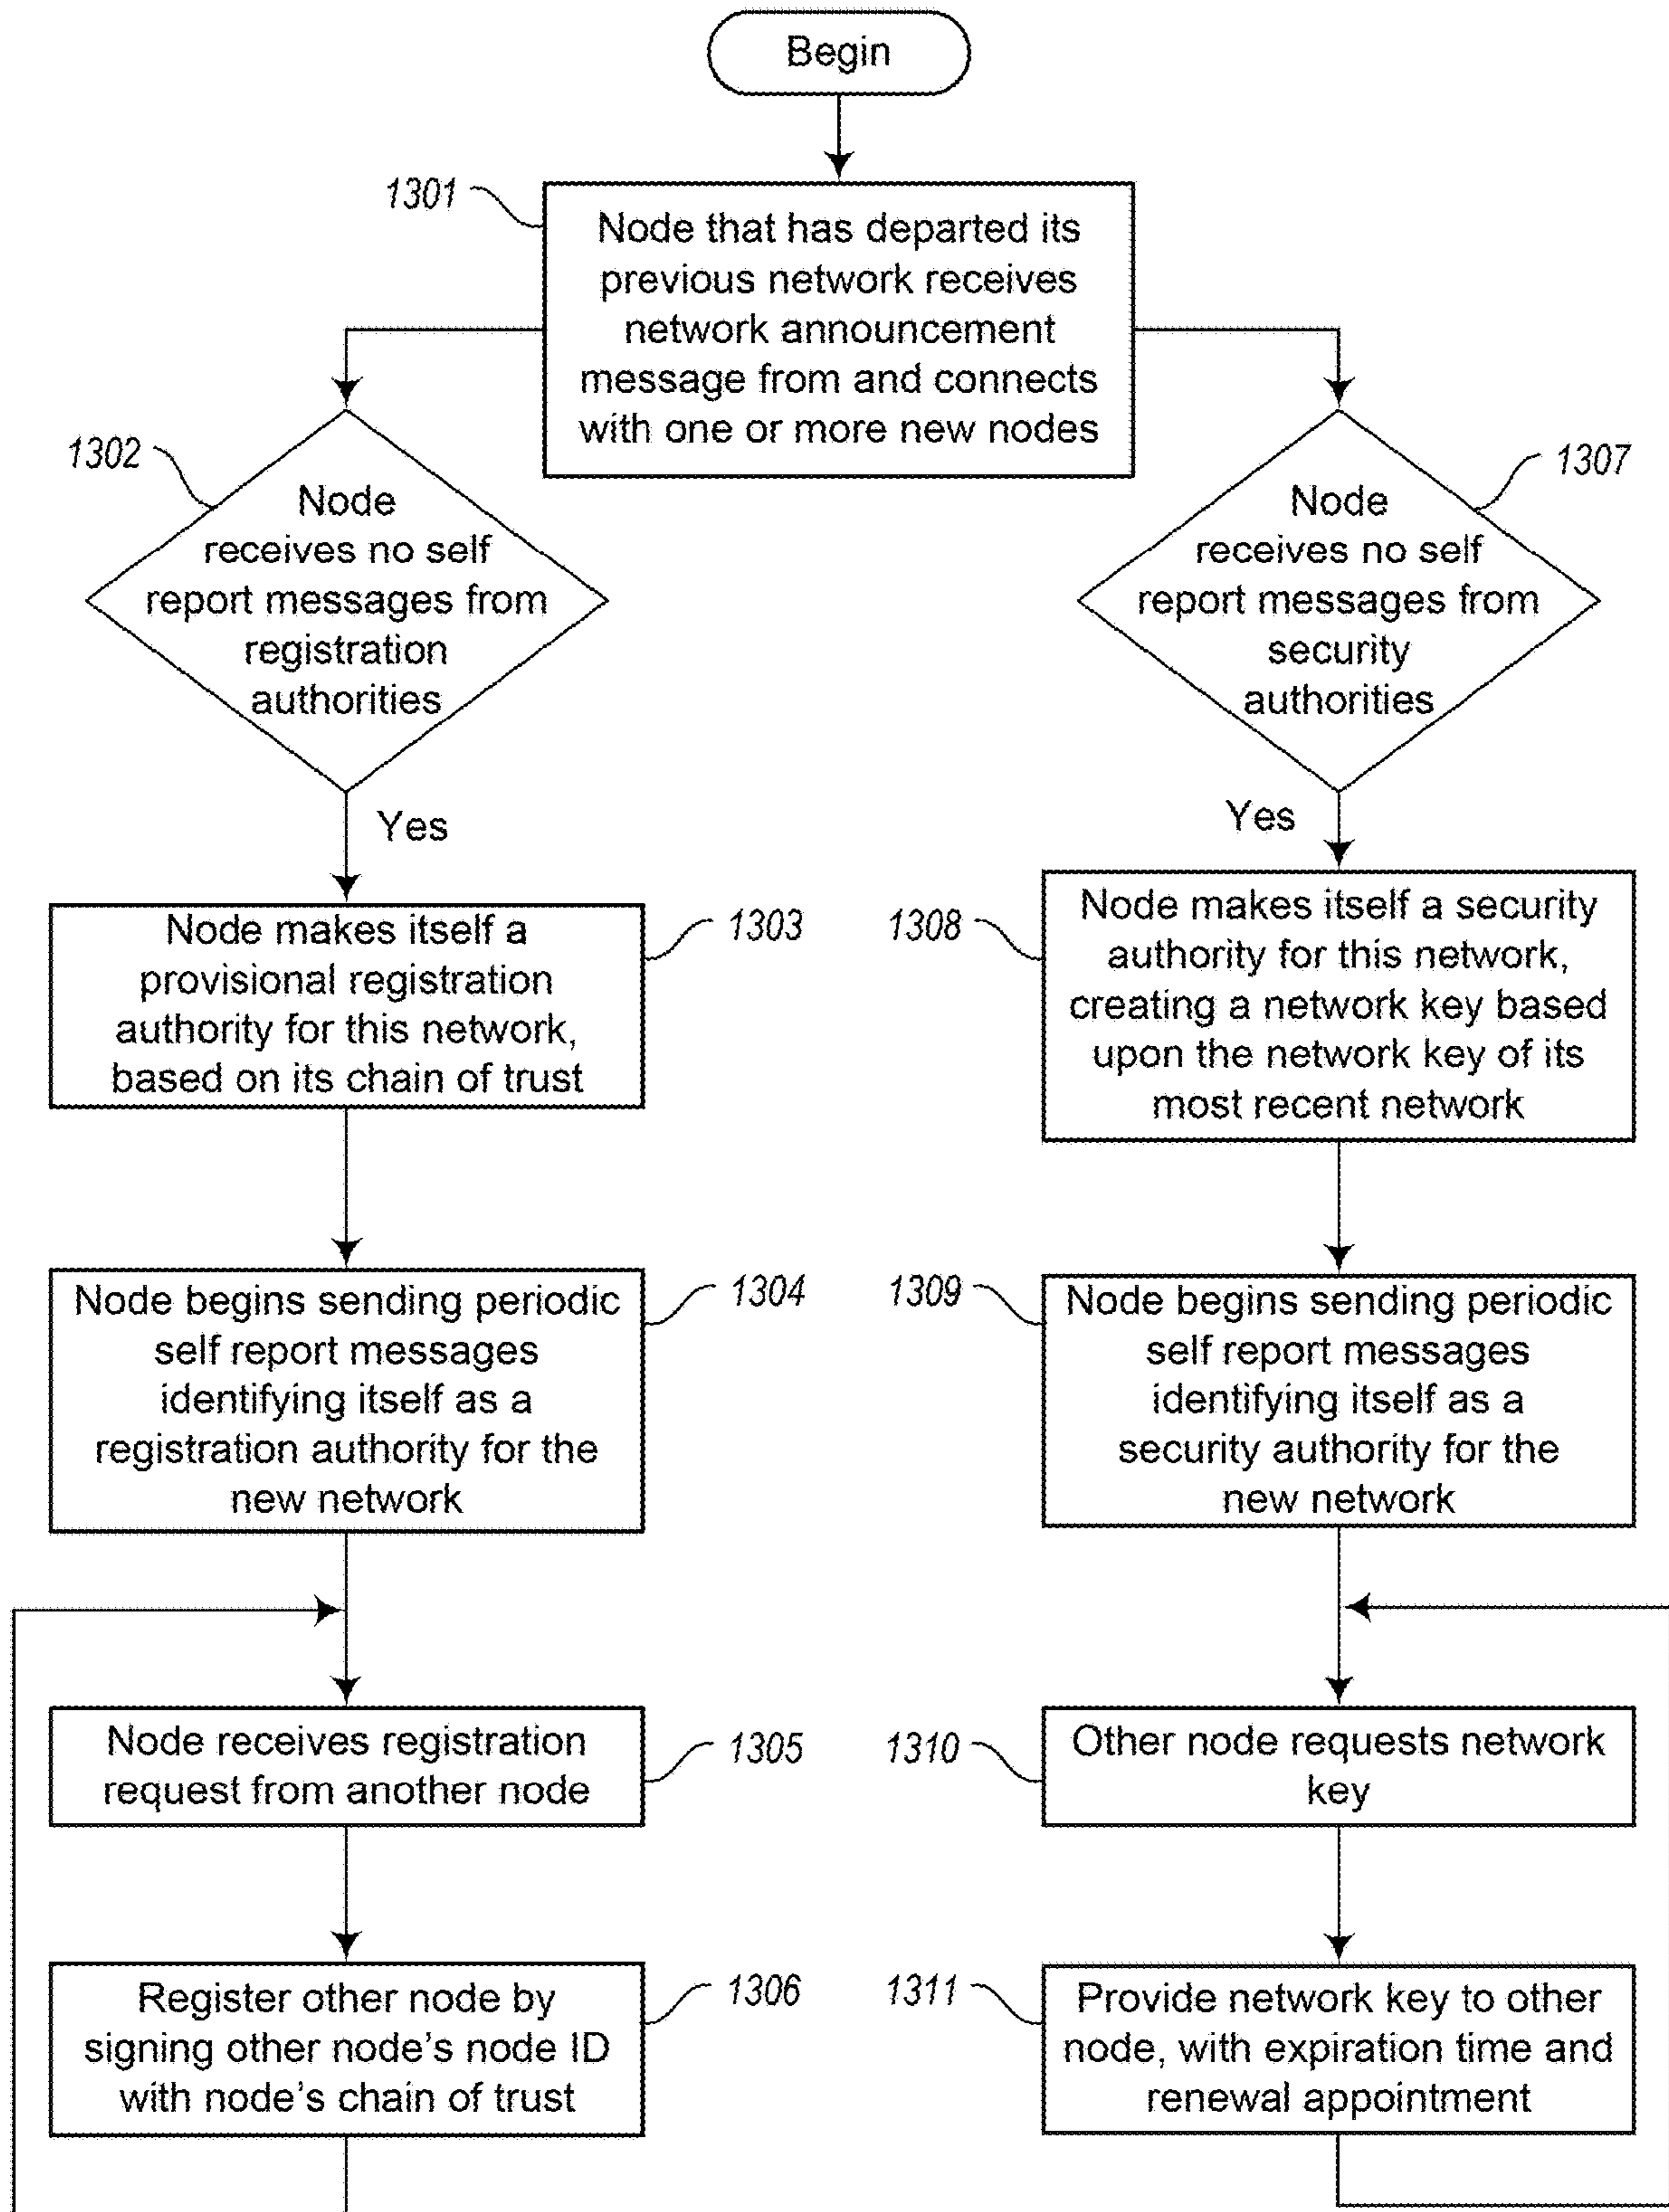 Begin
1301
Node that has departed its
previous network receives
network announcement
message from and connects
with one or more new nodes
1302
Node
receives no self
report messages from
registration
authorities
Yes
1303
Node makes itself a
provisional registration
authority for this network,
based on its chain of trust
1304
Node begins sending periodic
self report messages
identifying itself as a
registration authority for the
new network
1305
Node receives registration
request from another node
1306
Register other node by
signing other node's node ID
with node's chain of trust
1307
Node
receives no self
report messages from
security
authorities
Yes
1308
Node makes itself a security
authority for this network,
creating a network key based
upon the network key of its
most recent network
1309
Node begins sending periodic
self report messages
identifying itself as a
security authority for the
new network
1310
Other node requests network
key
1311
Provide network key to other
node, with expiration time and
renewal appointment